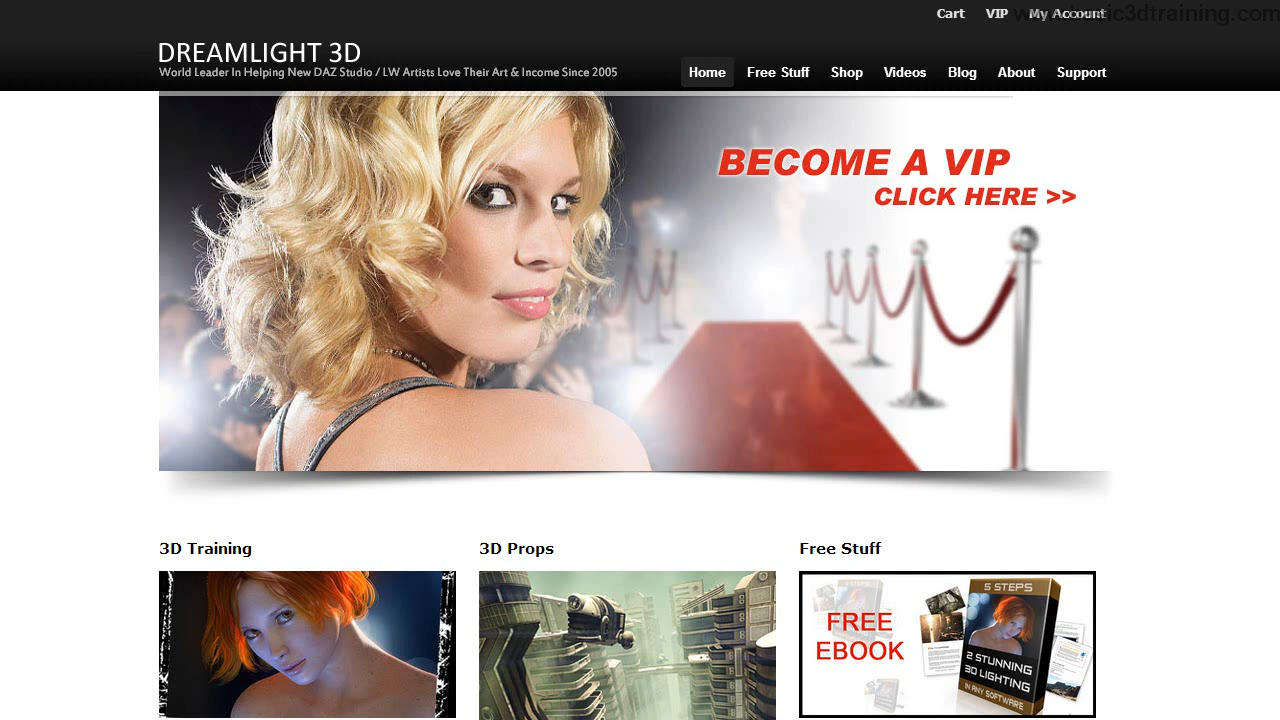 Cart VIP My Account
DREAMLIGHT 3D
World Leader In Helping New DAZ Studio / LW Artists Love Their Art & Income Since 2005
Home Free Stuff Shop Videos Blog About Support
BECOME A VIP
CLICK HERE >>
3D Training
3D Props
Free Stuff
FREE
EBOOK
5 STEPS
2 STUNNING
3D LIGHTING
IN ANY SOFTWARE